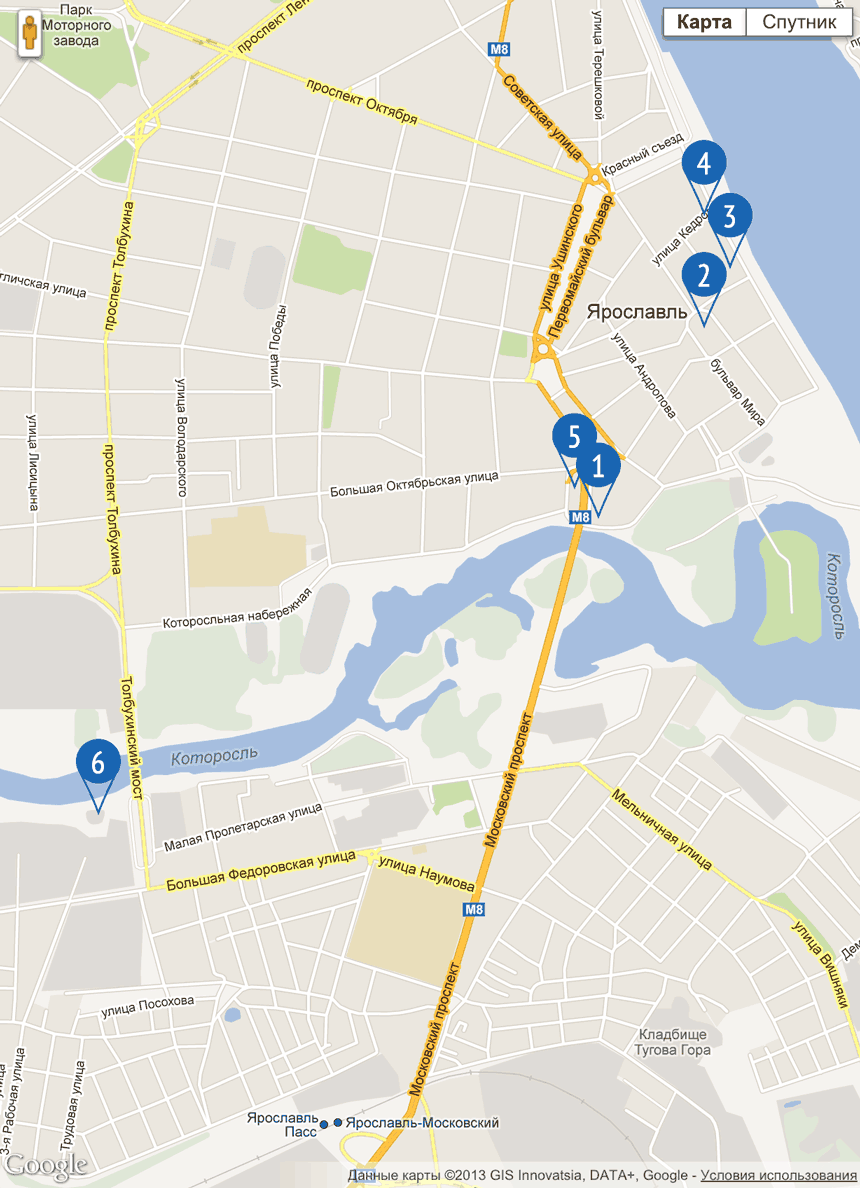 Парк
Моторного
завода
проспект Лен
M8
улица Терешковой
Карта
Спутник
проспект Октября
Советская улица
Красный съезд
4
3
улица Кедро
2
проспект Толбухина
улица Ушинского
Первомайский бульвар
гличская улица
улица Победы
Ярославль
улица Андропова
бульвар Мира
улица Лисицына
улица Володарского
проспект Толбухина
5
1
Большая Октябрьская улица
M8
Которосль
Которосльная набережная
Толбухинский мост
Которосль
6
Московский проспект
Малая Пролетарская улица
Мельничная улица
Большая Федоровская улица
улица Наумова
M8
улица Вишняки
Дем
улица Посохова
Московский проспект
Кладбище
Тугова Гора
3-я Рабочая улица
Трудовая улица
Ярославль
Пасс
Ярославль-Московский
Google
Данные карты ©2013 GIS Innovatsia, DATA+, Google - Условия использования